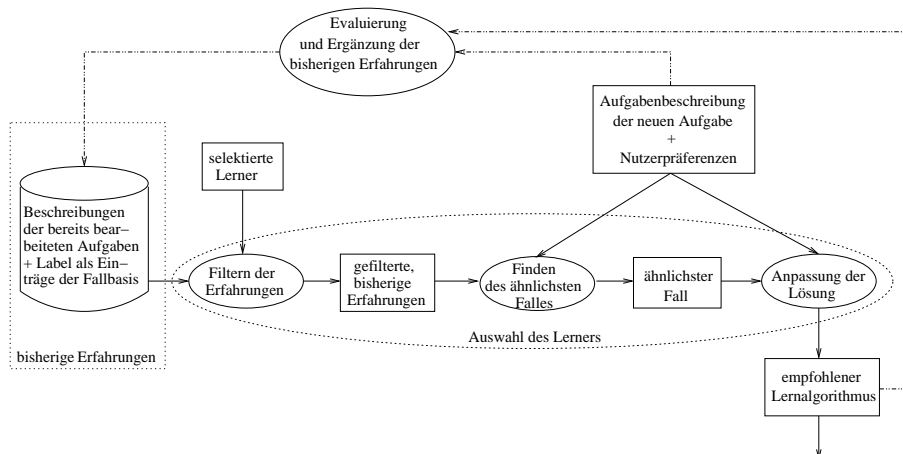 Evaluierung
und Ergänzung der
bisherigen Erfahrungen
Aufgabenbeschreibung
der neuen Aufgabe
+
Nutzerpräferenzen
selektierte
Lerner
Beschreibungen
der bereits bear–
beiteten Aufgaben
+ Label als Ein–
träge der Fallbasis
Filtern der
Erfahrungen
gefilterte,
bisherige
Erfahrungen
Finden
des ähnlichsten
Falles
ähnlichster
Fall
Anpassung der
Lösung
Auswahl des Lerners
bisherige Erfahrungen
empfohlener
Lernalgorithmus